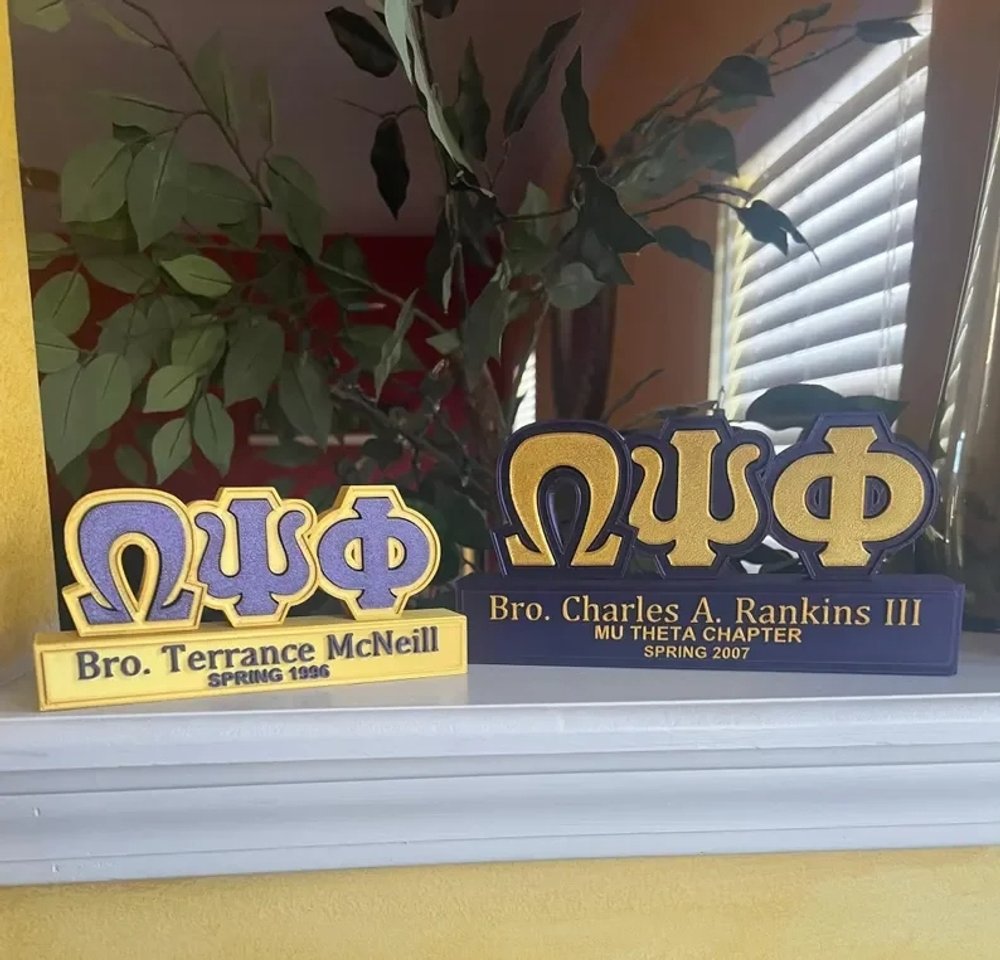 ΩΨΦ
Bro. Terrance McNeill
SPRING 1996
ΩΨΦ
Bro. Charles A. Rankins III
MU THETA CHAPTER
SPRING 2007